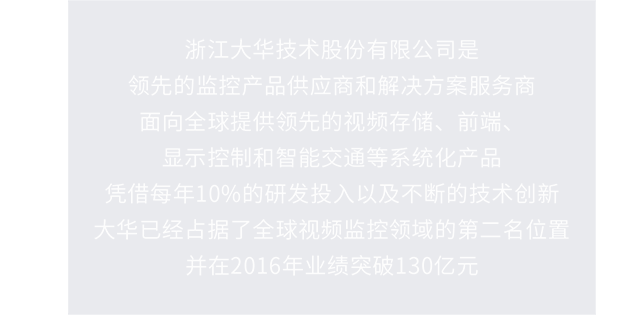 浙江大华技术股份有限公司是
领先的监控产品供应商和解决方案服务商
面向全球提供领先的视频存储、前端、
显示控制和智能交通等系统化产品
凭借每年10%的研发投入以及不断的技术创新
大华已经占据了全球视频监控领域的第二名位置
并在2016年业绩突破130亿元